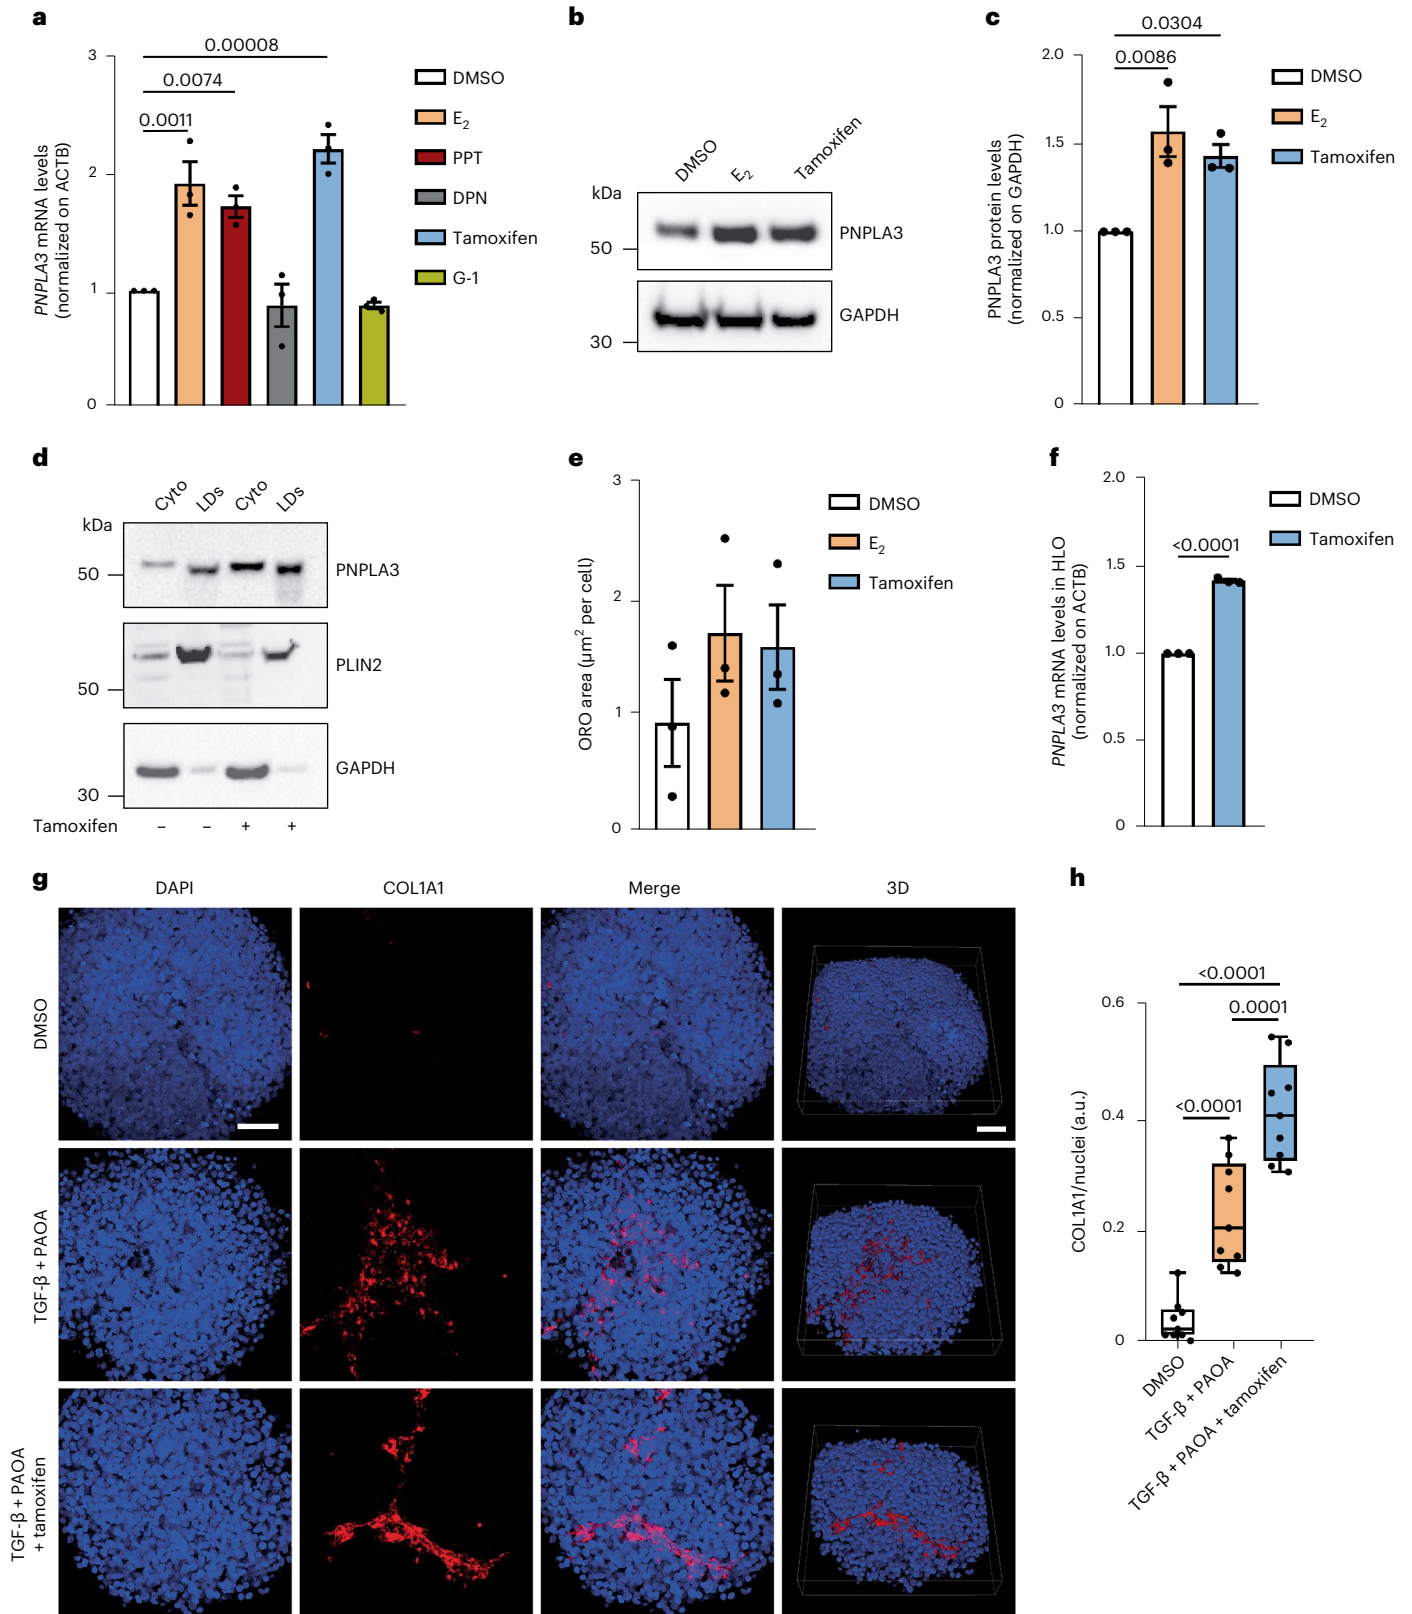 a
0.00008
0.0074
0.0011
3
2
1
0
PNPLA3 mRNA levels
(normalized on ACTB)
DMSO
E2
PPT
DPN
Tamoxifen
G-1
b
DMSO
E2
Tamoxifen
kDa
50
30
PNPLA3
GAPDH
c
0.0304
0.0086
2.0
1.5
1.0
0.5
0
PNPLA3 protein levels
(normalized on GAPDH)
DMSO
E2
Tamoxifen
d
Cyto
LDs
Cyto
LDs
kDa
50
PNPLA3
50
PLIN2
30
GAPDH
Tamoxifen – – + +
e
3
2
1
0
ORO area (µm² per cell)
DMSO
E2
Tamoxifen
f
2.0
1.5
1.0
0.5
0
<0.0001
PNPLA3 mRNA levels in HLO
(normalized on ACTB)
DMSO
Tamoxifen
g
DAPI
COL1A1
Merge
3D
DMSO
TGF-β + PAOA
TGF-β + PAOA
+ tamoxifen
h
<0.0001
0.0001
<0.0001
0.6
0.4
0.2
0
COL1A1/nuclei (a.u.)
DMSO
TGF-β + PAOA
TGF-β + PAOA + tamoxifen